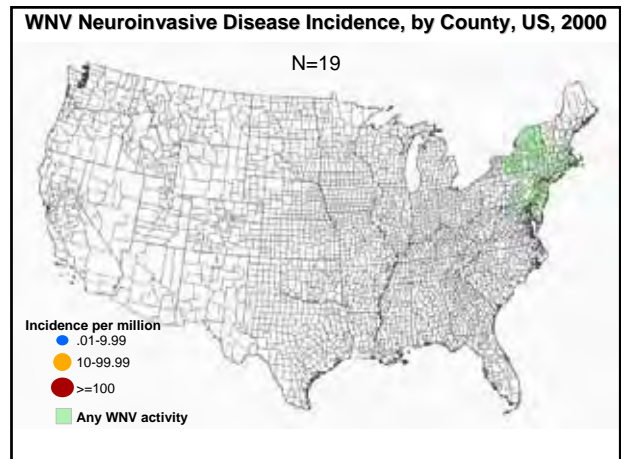 WNV Neuroinvasive Disease Incidence, by County, US, 2000
N=19
Incidence per million
.01-9.99
10-99.99
>=100
Any WNV activity